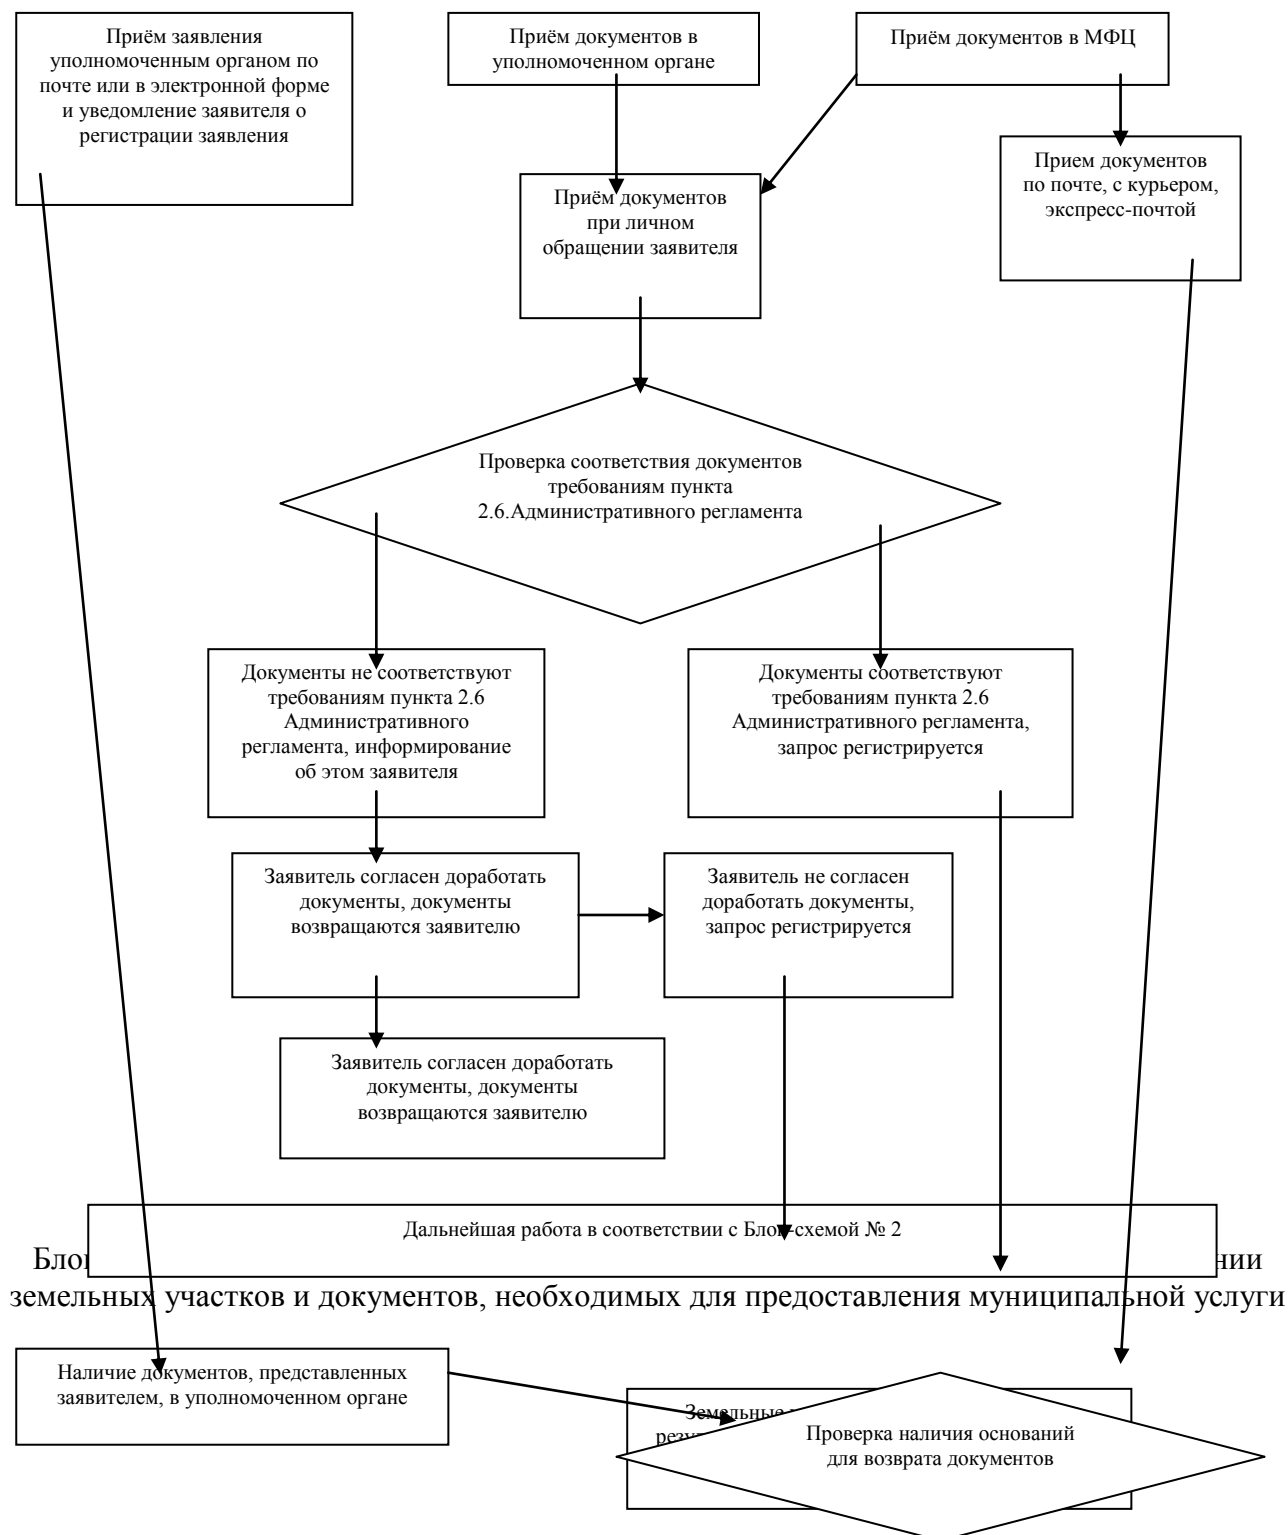 Приём заявления
уполномоченным органом по
почте или в электронной форме
и уведомление заявителя о
регистрации заявления
Приём документов в
уполномоченном органе
Приём документов в МФЦ
Прием документов
по почте, с курьером,
экспресс-почтой
Приём документов
при личном
обращении заявителя
Проверка соответствия документов
требованиям пункта
2.6.Административного регламента
Документы не соответствуют
требованиям пункта 2.6
Административного
регламента, информирование
об этом заявителя
Документы соответствуют
требованиям пункта 2.6
Административного регламента,
запрос регистрируется
Заявитель согласен доработать
документы, документы
возвращаются заявителю
Заявитель не согласен
доработать документы,
запрос регистрируется
Заявитель согласен доработать
документы, документы
возвращаются заявителю
Дальнейшая работа в соответствии с Блок-схемой № 2
земельных участков и документов, необходимых для предоставления муниципальной услуги
Наличие документов, представленных
заявителем, в уполномоченном органе
Земельные
Проверка наличия оснований
для возврата документов